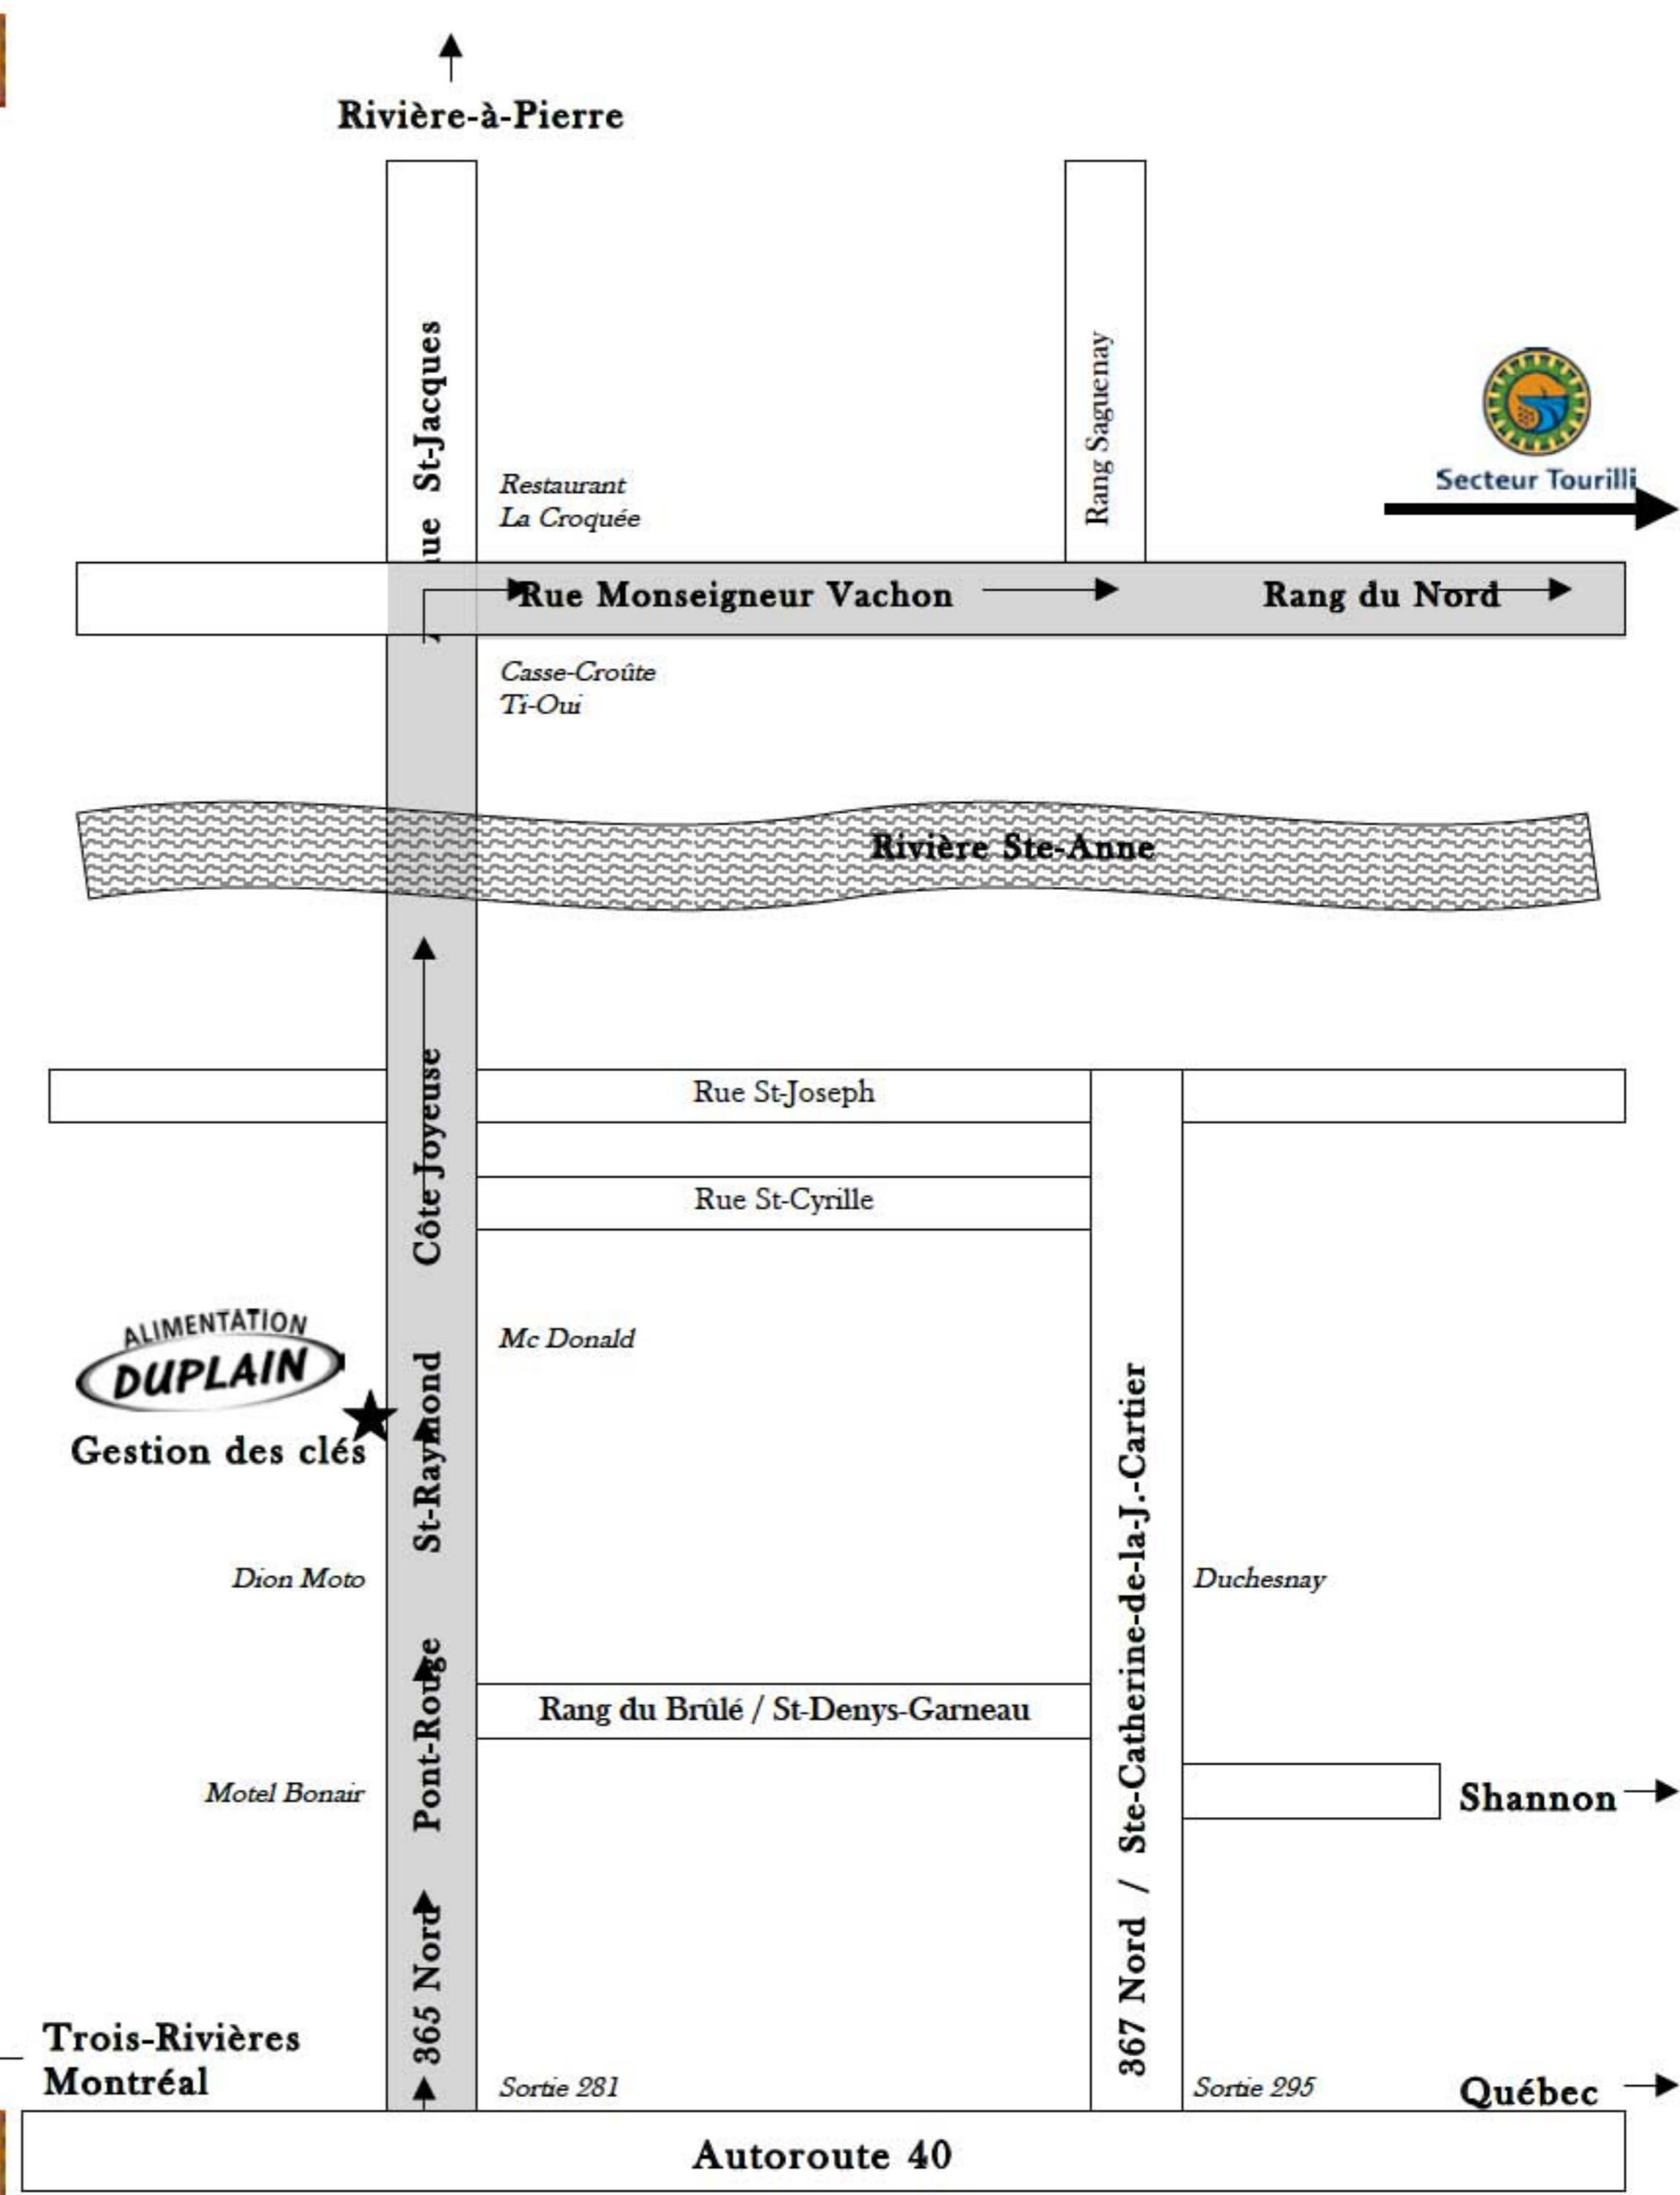 Rivière-à-Pierre
St-Jacques
Rang Saguenay
Secteur Tourilli
Restaurant
La Croquée
Rue Monseigneur Vachon
Rang du Nord
Casse-Croûte
Ti-Oui
Rivière Ste-Anne
Rue St-Joseph
Rue St-Cyrille
Côte Joyeuse
ALIMENTATION
DUPLAIN
Gestion des clés
Mc Donald
St-Raymond
Dion Moto
Duchesnay
Rang du Brûlé / St-Denys-Garneau
Pont-Rouge
Motel Bonair
Shannon
365 Nord
367 Nord / Ste-Catherine-de-la-J.-Cartier
Trois-Rivières
Montréal
Sortie 281
Sortie 295
Québec
Autoroute 40